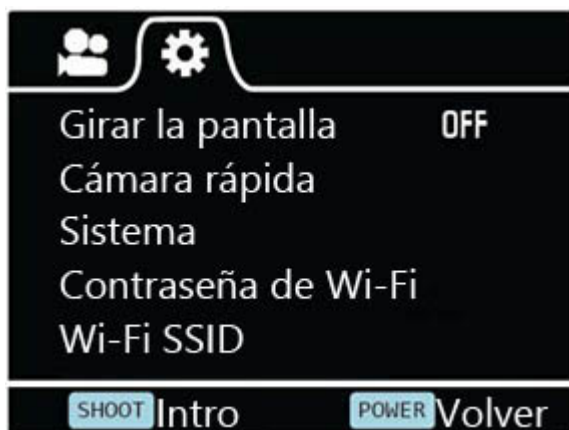 Girar la pantalla OFF
Cámara rápida
Sistema
Contraseña de Wi-Fi
Wi-Fi SSID
SHOOT Intro POWER Volver